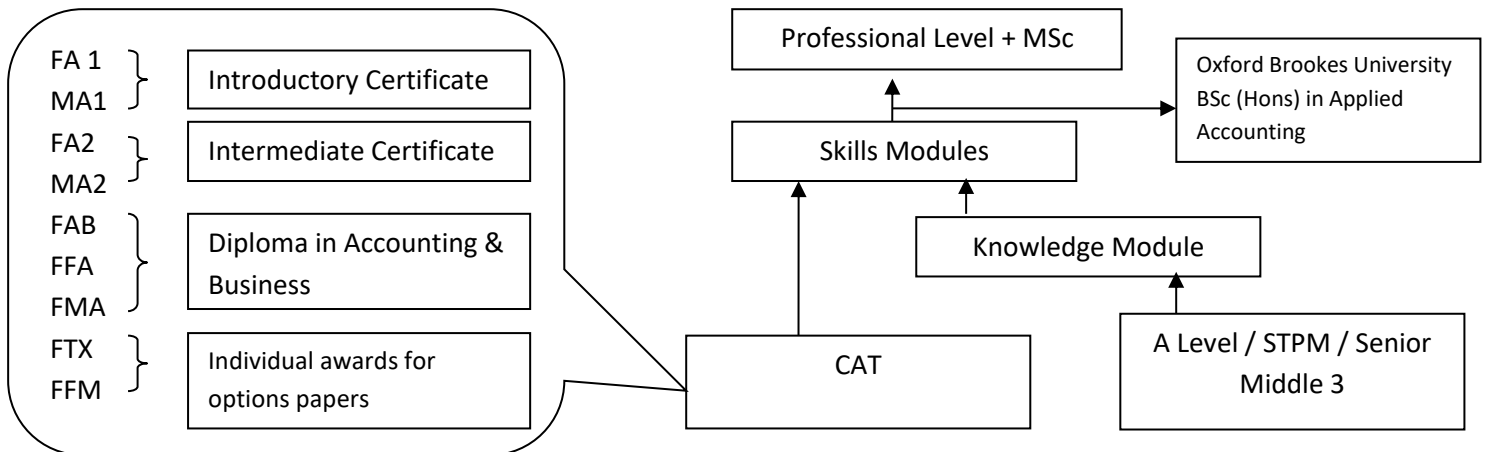 FA 1
MA1
Introductory Certificate
FA2
MA2
Intermediate Certificate
FAB
FFA
FMA
Diploma in Accounting &
Business
FTX
FFM
Individual awards for
options papers
Professional Level + MSc
Oxford Brookes University
BSc (Hons) in Applied
Accounting
Skills Modules
Knowledge Module
CAT
A Level / STPM / Senior
Middle 3